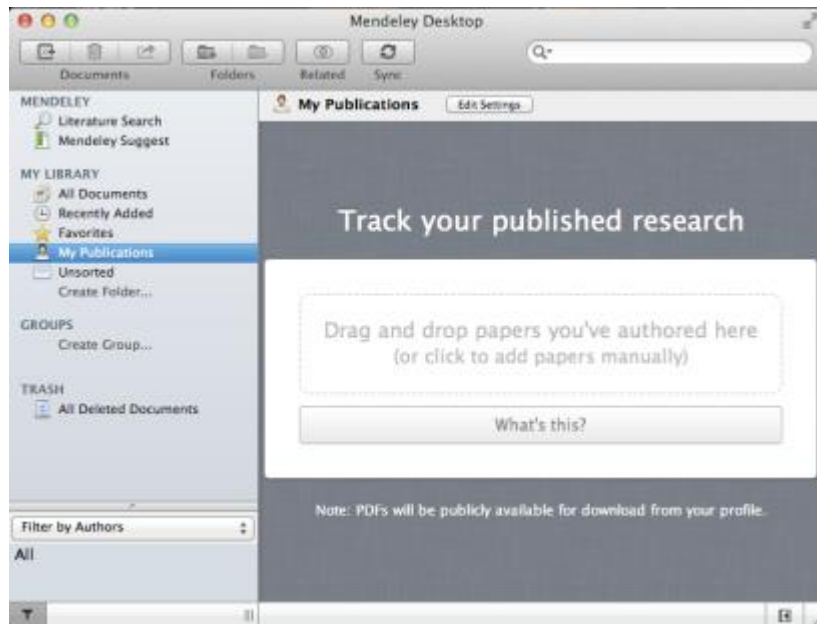 Mendeley Desktop
Documents Folders Related Sync
MENDELEY
Literature Search
Mendeley Suggest
MY LIBRARY
All Documents
Recently Added
Favorites
My Publications
Unsorted
Create Folder...
GROUPS
Create Group...
TRASH
All Deleted Documents
Filter by Authors
All
My Publications Edit Settings
Track your published research
Drag and drop papers you've authored here
(or click to add papers manually)
What's this?
Note: PDFs will be publicly available for download from your profile.